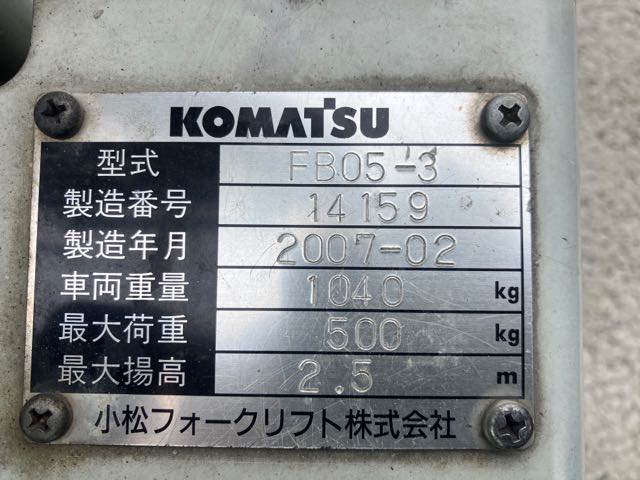 KOMATSU
型式 FB05-3
製造番号 14159
製造年月 2007-02
車両重量 1040 kg
最大荷重 500 kg
最大揚高 2.5 m
小松フォークリフト株式会社